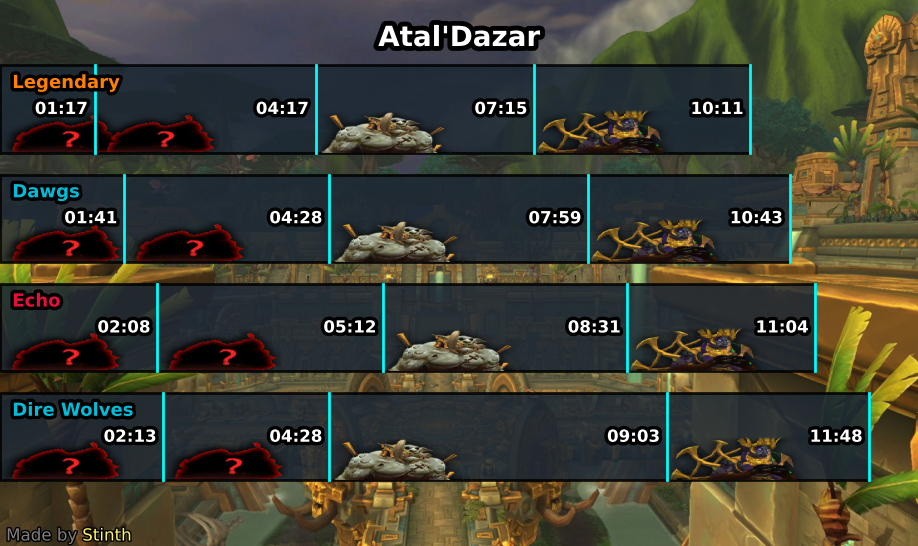 Atal'Dazar
Legendary
01:17 04:17 07:15 10:11
? ?
Dawgs
01:41 04:28 07:59 10:43
? ?
Echo
02:08 05:12 08:31 11:04
? ?
Dire Wolves
02:13 04:28 09:03 11:48
? ?
Made by Stinth